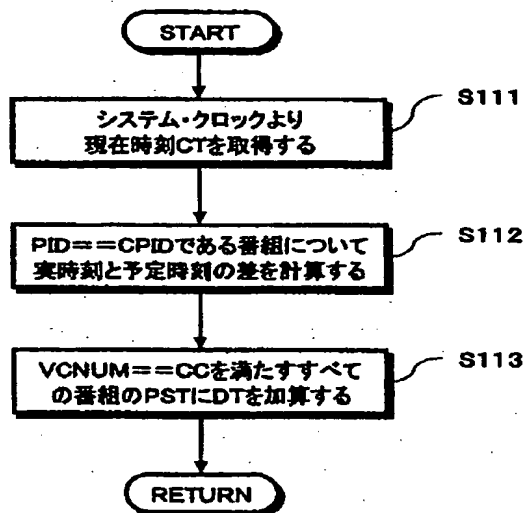 START
システム・クロックより
現在時刻CTを取得する
S111
PID==CPIDである番組について
実時刻と予定時刻の差を計算する
S112
VCNUM==CCを満たすすべて
の番組のPSTにDTを加算する
S113
RETURN